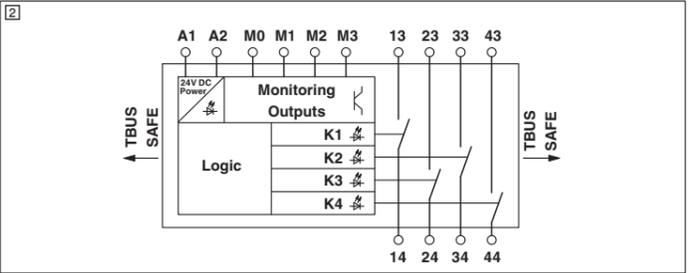 2
A1 A2 M0 M1 M2 M3 13 23 33 43
24V DC
Power
Monitoring
Outputs
TBUS
SAFE
Logic
K1
K2
K3
K4
TBUS
SAFE
14 24 34 44